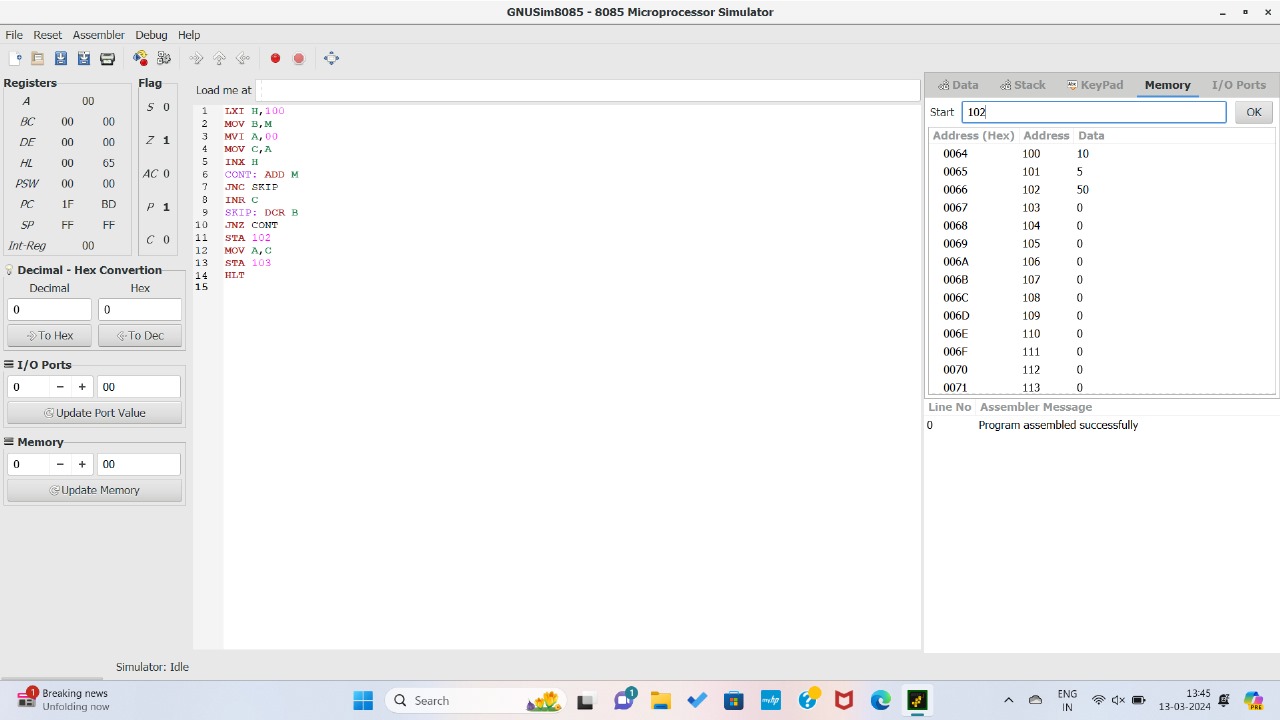 GNUSim8085 - 8085 Microprocessor Simulator
File Reset Assembler Debug Help
Registers Flag
A 00
BC 00 00
DE 00 00
HL 00 65
PSW 00 00
PC 1F BD
SP FF FF
Int-Reg 00
S 0
Z 1
AC 0
P 1
C 0
Decimal - Hex Convertion
Decimal Hex
0 0
To Hex To Dec
I/O Ports
0 − + 00
Update Port Value
Memory
0 − + 00
Update Memory
Load me at
1 LXI H,100
2 MOV B,M
3 MVI A,00
4 MOV C,A
5 INX H
6 CONT: ADD M
7 JNC SKIP
8 INR C
9 SKIP: DCR B
10 JNZ CONT
11 STA 102
12 MOV A,C
13 STA 103
14 HLT
15
Data Stack KeyPad Memory I/O Ports
Start 102 OK
Address (Hex) Address Data
0064 100 10
0065 101 5
0066 102 50
0067 103 0
0068 104 0
0069 105 0
006A 106 0
006B 107 0
006C 108 0
006D 109 0
006E 110 0
006F 111 0
0070 112 0
0071 113 0
Line No Assembler Message
0 Program assembled successfully
Simulator: Idle
1 Breaking news
Unfolding now
Search
1
ENG
IN
13:45
13-03-2024
PRE